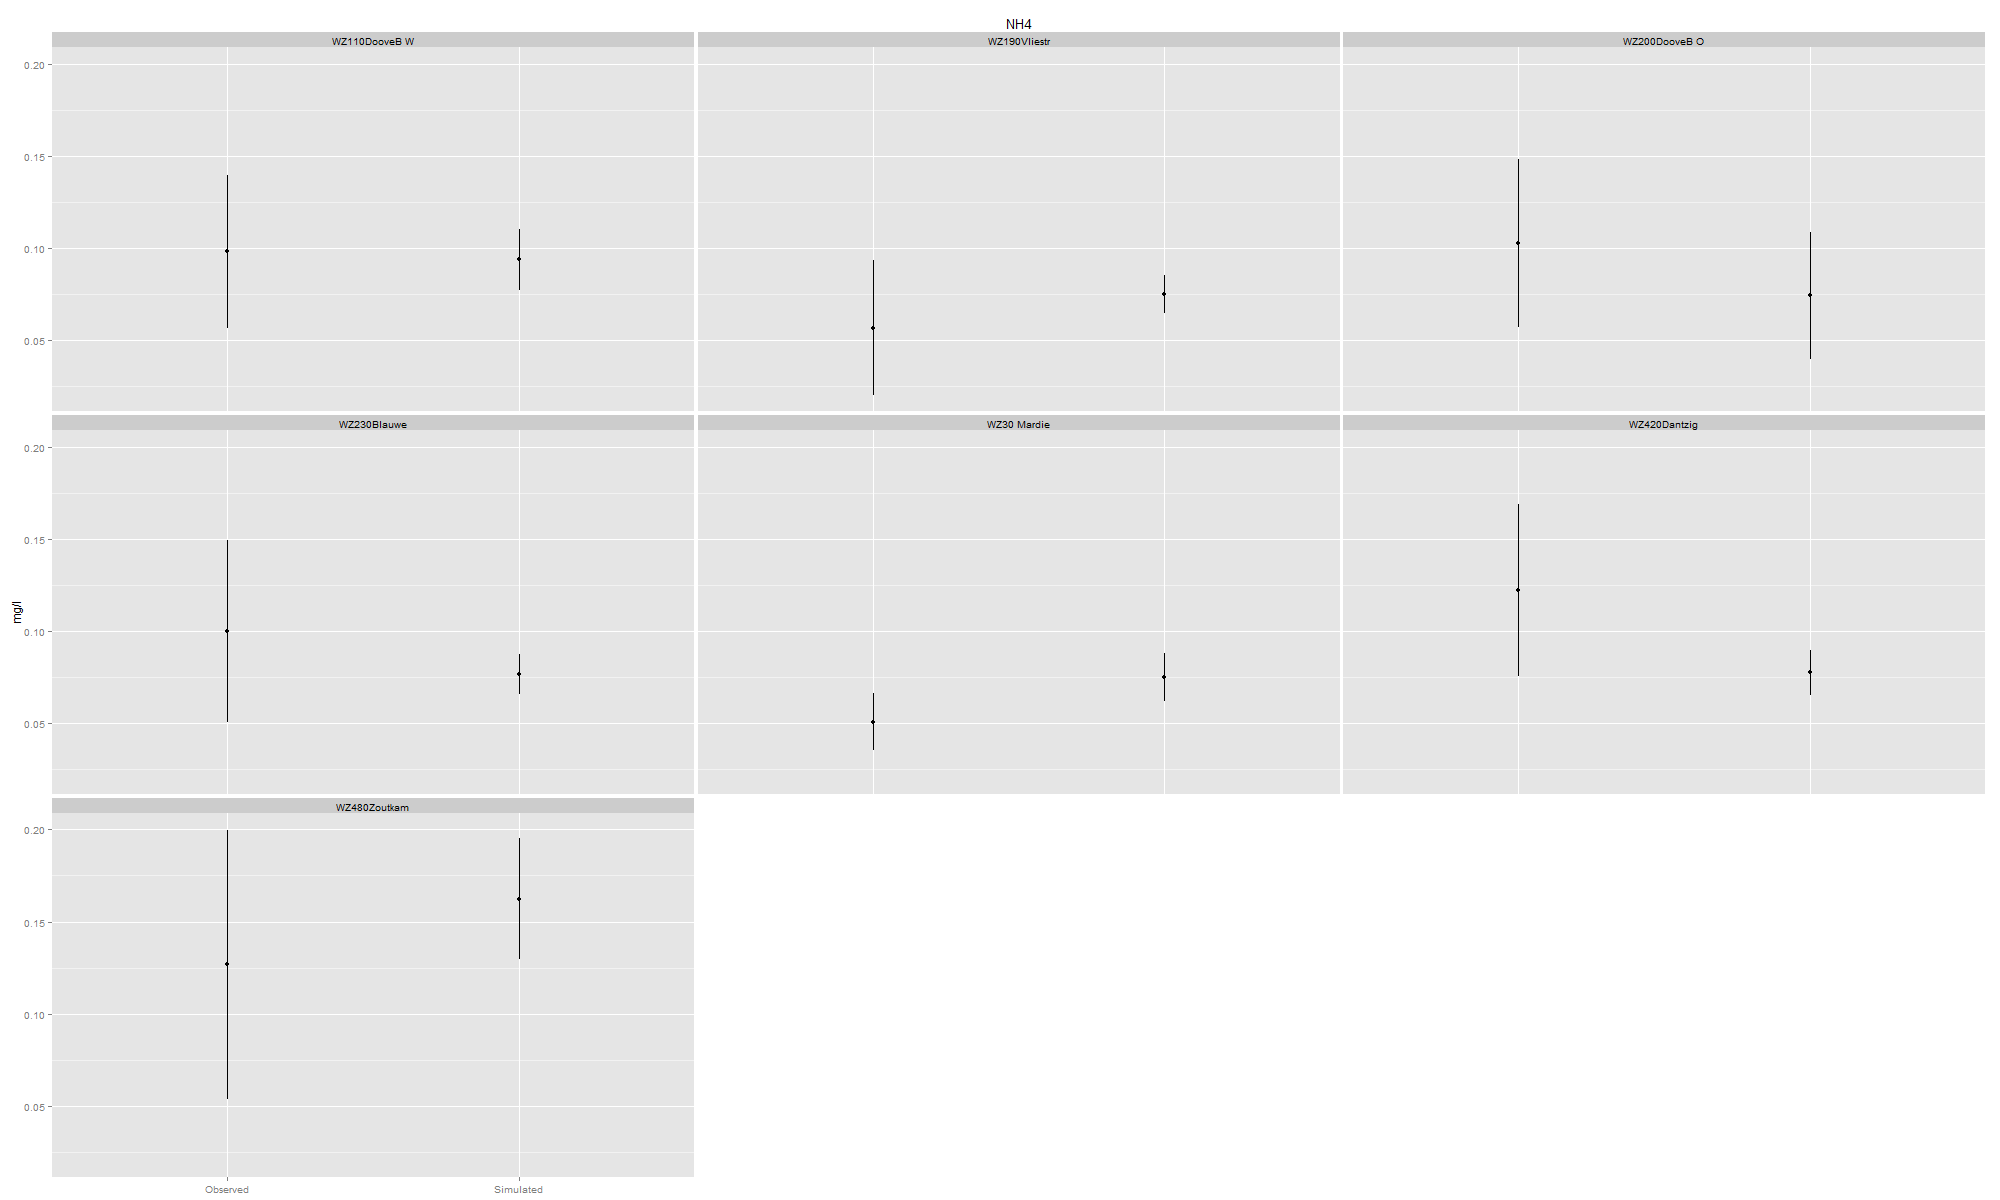 NH4
WZ110DooveB W
WZ190Vliestr
WZ200DooveB O
0.20
0.15
0.10
0.05
WZ230Blauwe
WZ30 Mardie
WZ420Dantzig
0.20
0.15
0.10
0.05
mg/l
WZ480Zoutkam
0.20
0.15
0.10
0.05
Observed
Simulated